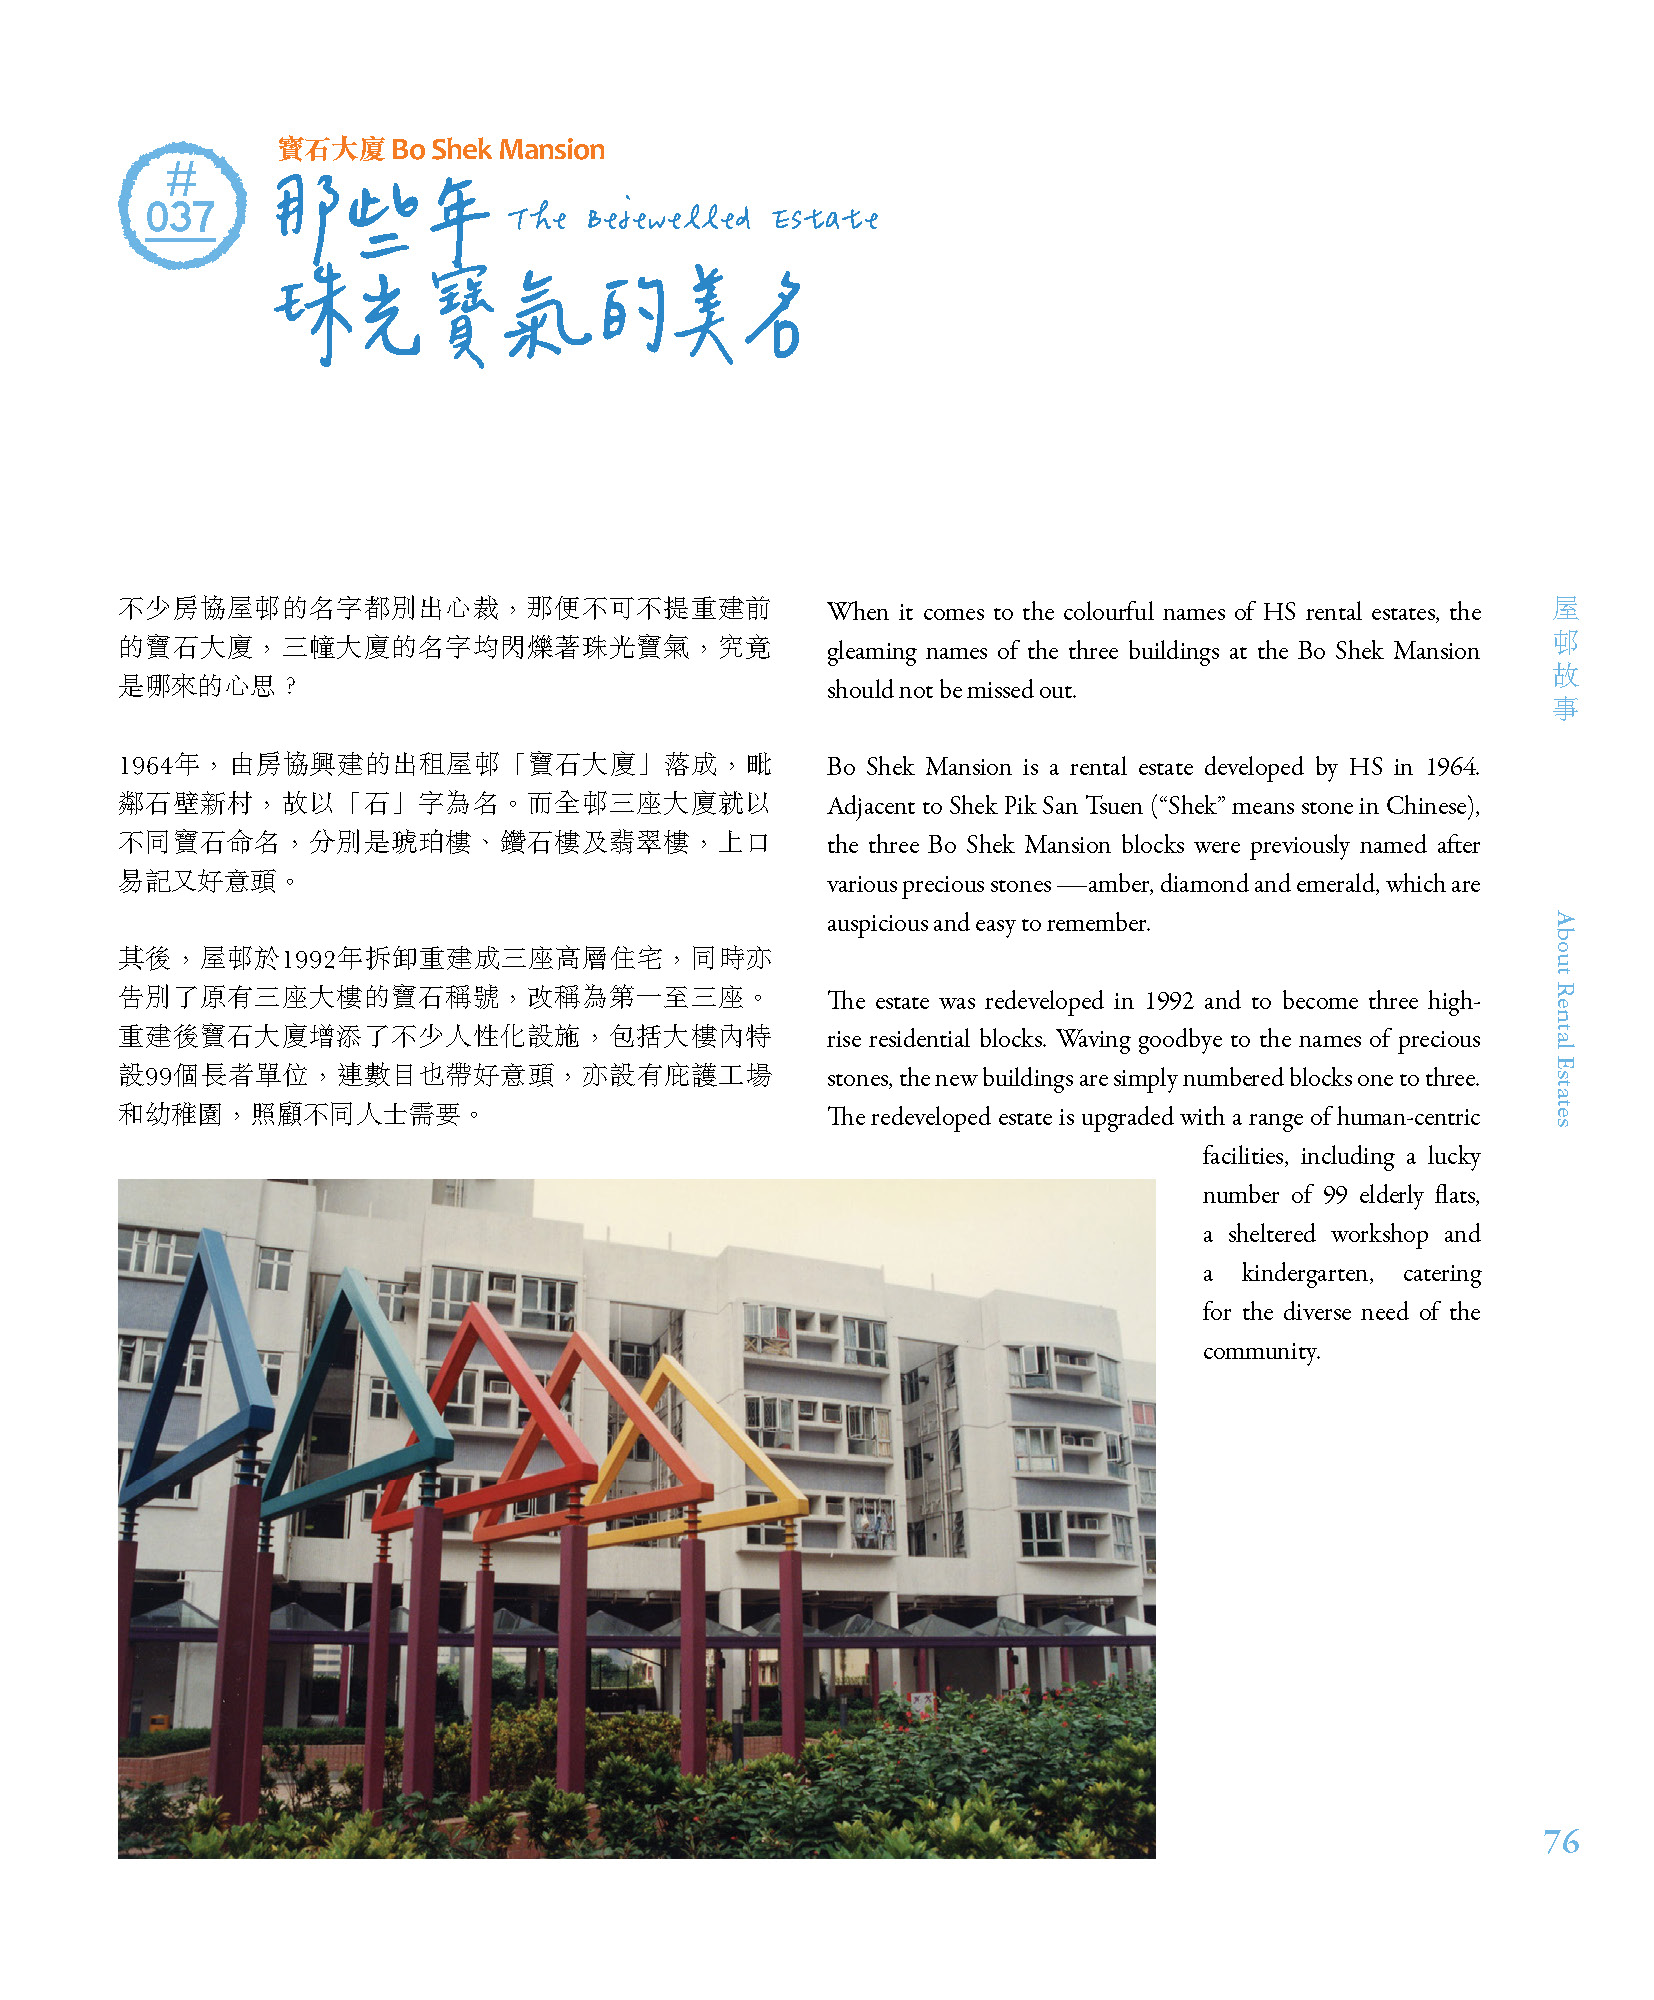 #
037
寶石大廈 Bo Shek Mansion
那些年 The Bejewelled Estate
珠光寶氣的美名
不少房協屋邨的名字都別出心裁，那便不可不提重建前
的寶石大廈，三幢大廈的名字均閃爍著珠光寶氣，究竟
是哪來的心思？
1964年，由房協興建的出租屋邨「寶石大廈」落成，毗
鄰石壁新村，故以「石」字為名。而全邨三座大廈就以
不同寶石命名，分別是琥珀樓、鑽石樓及翡翠樓，上口
易記又好意頭。
其後，屋邨於1992年拆卸重建成三座高層住宅，同時亦
告別了原有三座大樓的寶石稱號，改稱為第一至三座。
重建後寶石大廈增添了不少人性化設施，包括大樓內特
設99個長者單位，連數目也帶好意頭，亦設有庇護工場
和幼稚園，照顧不同人士需要。
When it comes to the colourful names of HS rental estates, the
gleaming names of the three buildings at the Bo Shek Mansion
should not be missed out.
Bo Shek Mansion is a rental estate developed by HS in 1964.
Adjacent to Shek Pik San Tsuen (“Shek” means stone in Chinese),
the three Bo Shek Mansion blocks were previously named after
various precious stones —amber, diamond and emerald, which are
auspicious and easy to remember.
The estate was redeveloped in 1992 and to become three high-
rise residential blocks. Waving goodbye to the names of precious
stones, the new buildings are simply numbered blocks one to three.
The redeveloped estate is upgraded with a range of human-centric
facilities, including a lucky
number of 99 elderly flats,
a sheltered workshop and
a kindergarten, catering
for the diverse need of the
community.
屋邨故事
About Rental Estates
76